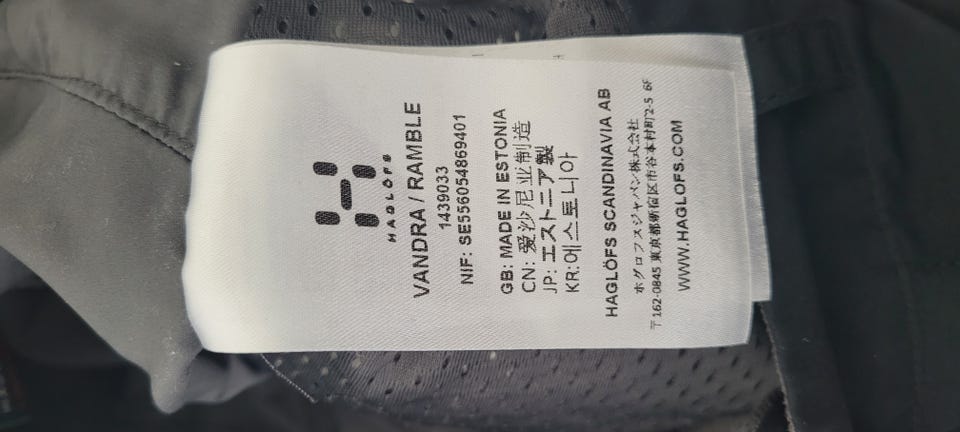 HAGLÖFS
VANDRA / RAMBLE
1439033
NIF: SE556054869401
GB: MADE IN ESTONIA
CN: 爱沙尼亚制造
JP: エストニア製
KR: 에스토니아
HAGLÖFS SCANDINAVIA AB
ホグロフスジャパン株式会社
〒162-0845 東京都新宿区市谷本村町2-5 6F
WWW.HAGLOFS.COM